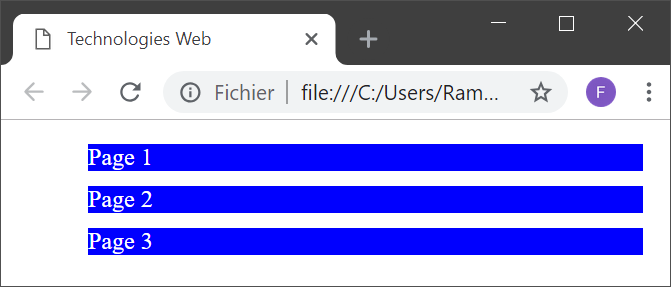 Technologies Web
Fichier | file:///C:/Users/Ram...
F
Page 1
Page 2
Page 3